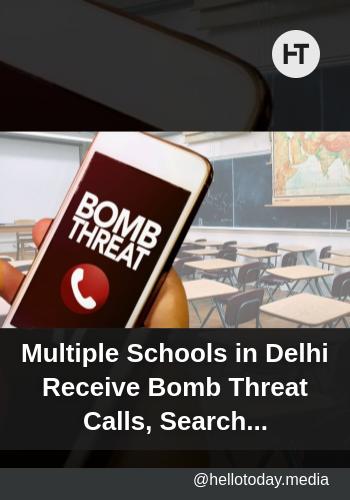 HT
BOMB
THREAT
Multiple Schools in Delhi
Receive Bomb Threat
Calls, Search...
@hellotoday.media